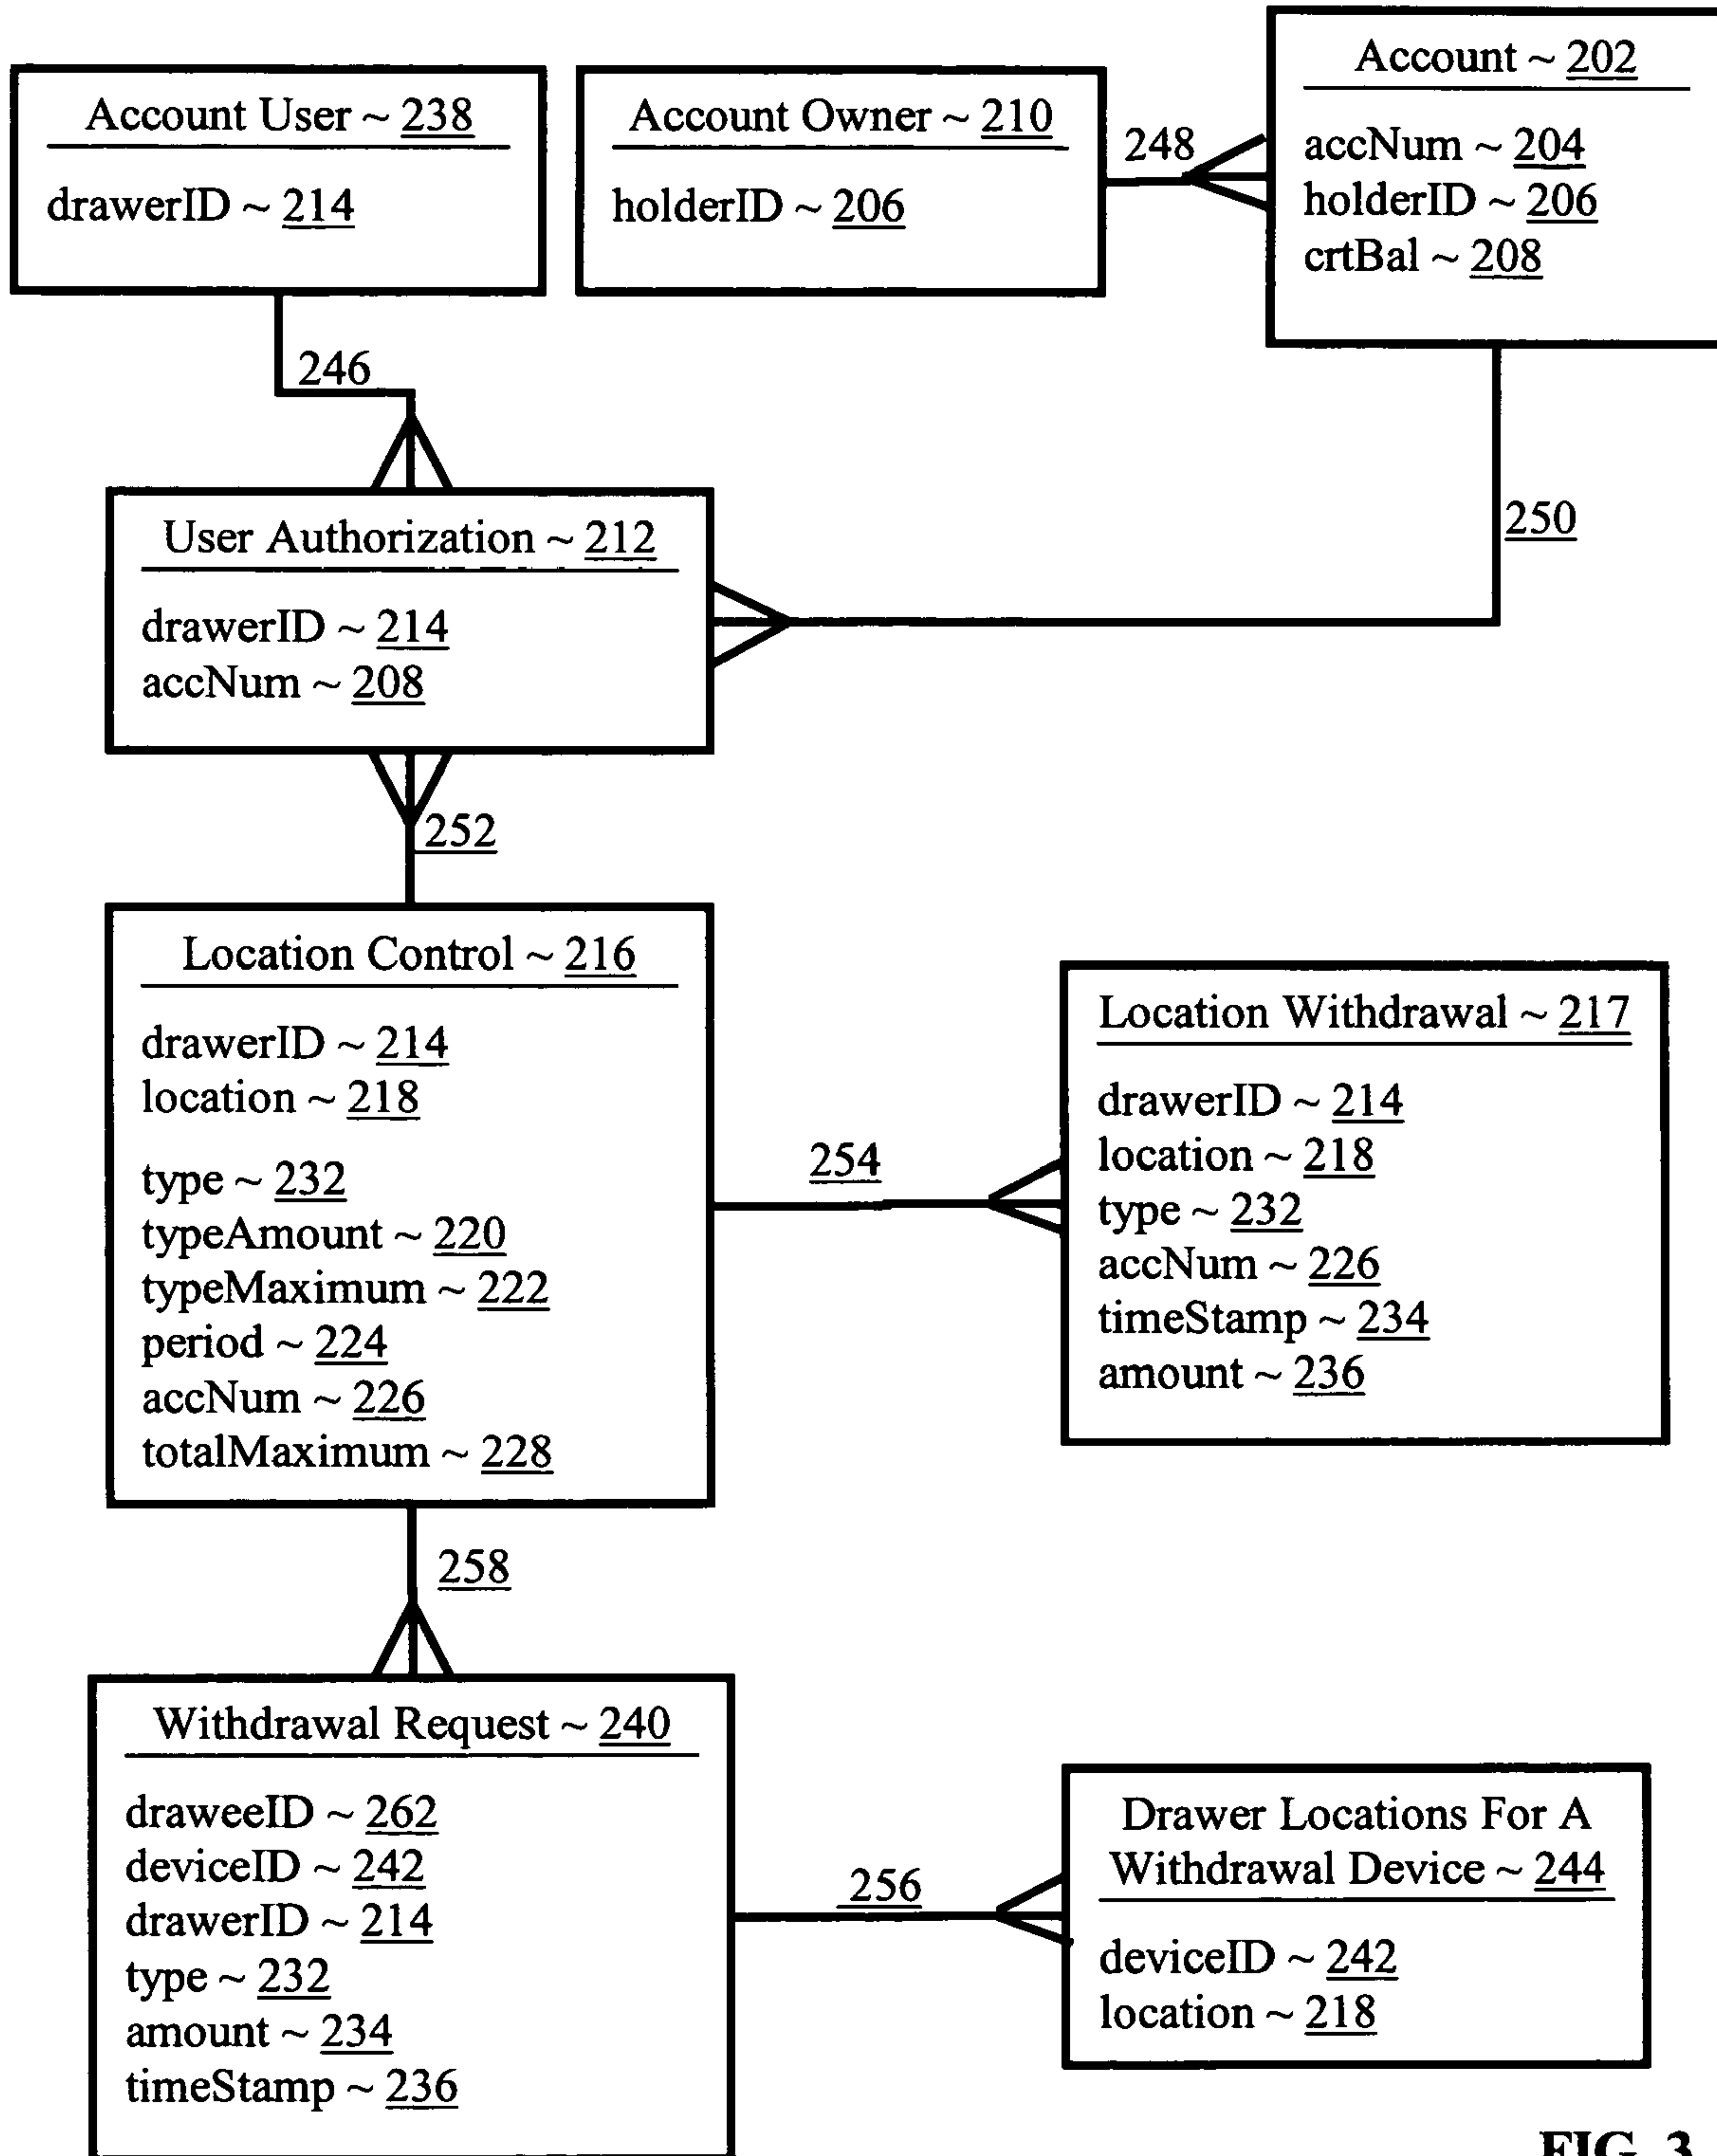 Account User ~ 238
drawerID ~ 214
Account Owner ~ 210
holderID ~ 206
248
Account ~ 202
accNum ~ 204
holderID ~ 206
crtBal ~ 208
246
250
User Authorization ~ 212
drawerID ~ 214
accNum ~ 208
252
Location Control ~ 216
drawerID ~ 214
location ~ 218
type ~ 232
typeAmount ~ 220
typeMaximum ~ 222
period ~ 224
accNum ~ 226
totalMaximum ~ 228
254
Location Withdrawal ~ 217
drawerID ~ 214
location ~ 218
type ~ 232
accNum ~ 226
timeStamp ~ 234
amount ~ 236
258
Withdrawal Request ~ 240
draweeID ~ 262
deviceID ~ 242
drawerID ~ 214
type ~ 232
amount ~ 234
timeStamp ~ 236
256
Drawer Locations For A
Withdrawal Device ~ 244
deviceID ~ 242
location ~ 218
FIG. 3